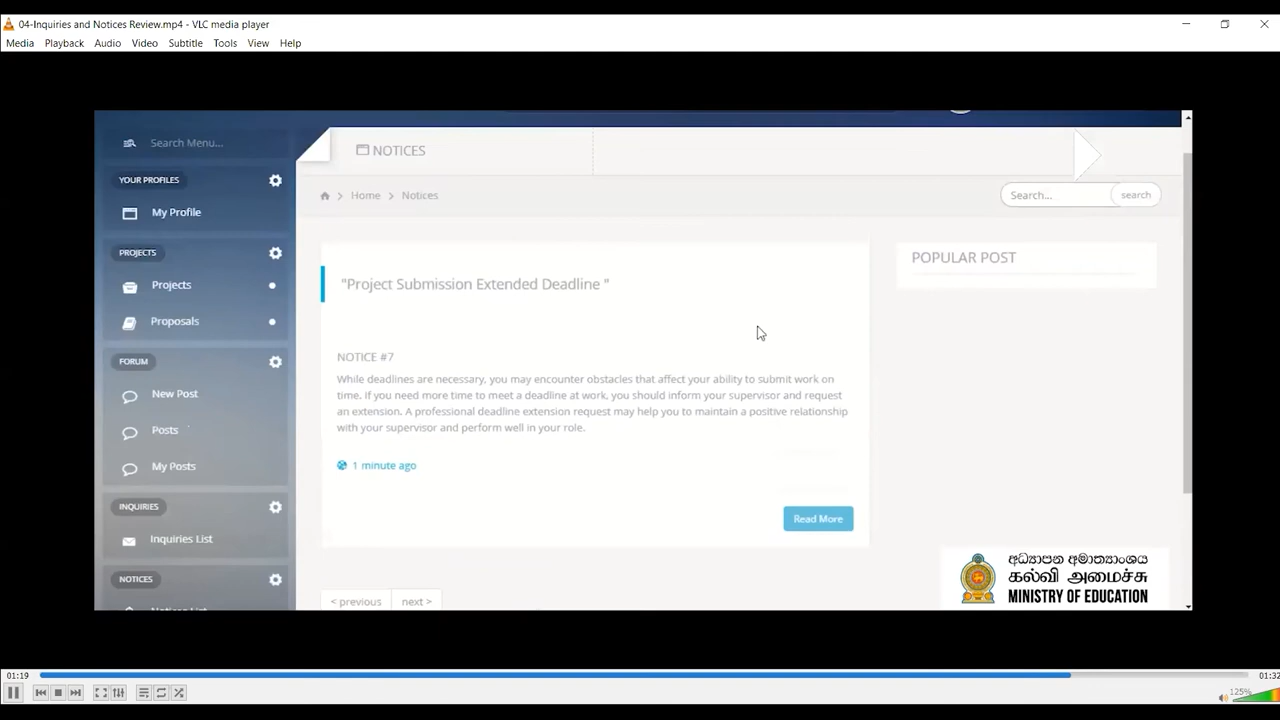 04-Inquiries and Notices Review.mp4 - VLC media player
Media Playback Audio Video Subtitle Tools View Help
Search Menu...
YOUR PROFILES
My Profile
PROJECTS
Projects
Proposals
FORUM
New Post
Posts
My Posts
INQUIRIES
Inquiries List
NOTICES
Notices List
NOTICES
Home > Notices
Search... search
"Project Submission Extended Deadline "
NOTICE #7
While deadlines are necessary, you may encounter obstacles that affect your ability to submit work on
time. If you need more time to meet a deadline at work, you should inform your supervisor and request
an extension. A professional deadline extension request may help you to maintain a positive relationship
with your supervisor and perform well in your role.
1 minute ago
Read More
< previous next >
POPULAR POST
අධ්‍යාපන අමාත්‍යාංශය
கல்வி அமைச்சு
MINISTRY OF EDUCATION
01:19 01:32
125%